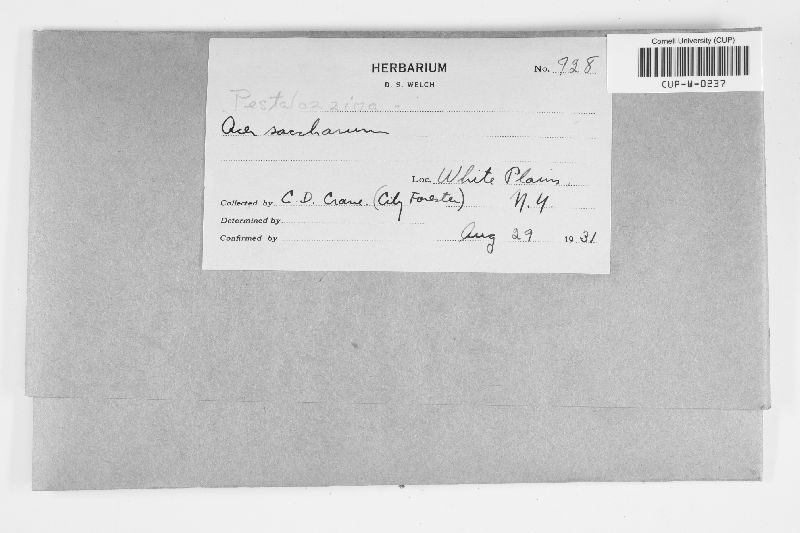 Cornell University (CUP)
CUP-W-0237
HERBARIUM
D. S. WELCH
No. 928
Pestalozzina -
Acer saccharum
Loc. White Plains,
N.Y.
Collected by C. D. Crane. (City Forester)
Determined by
Confirmed by
Aug 29 1931